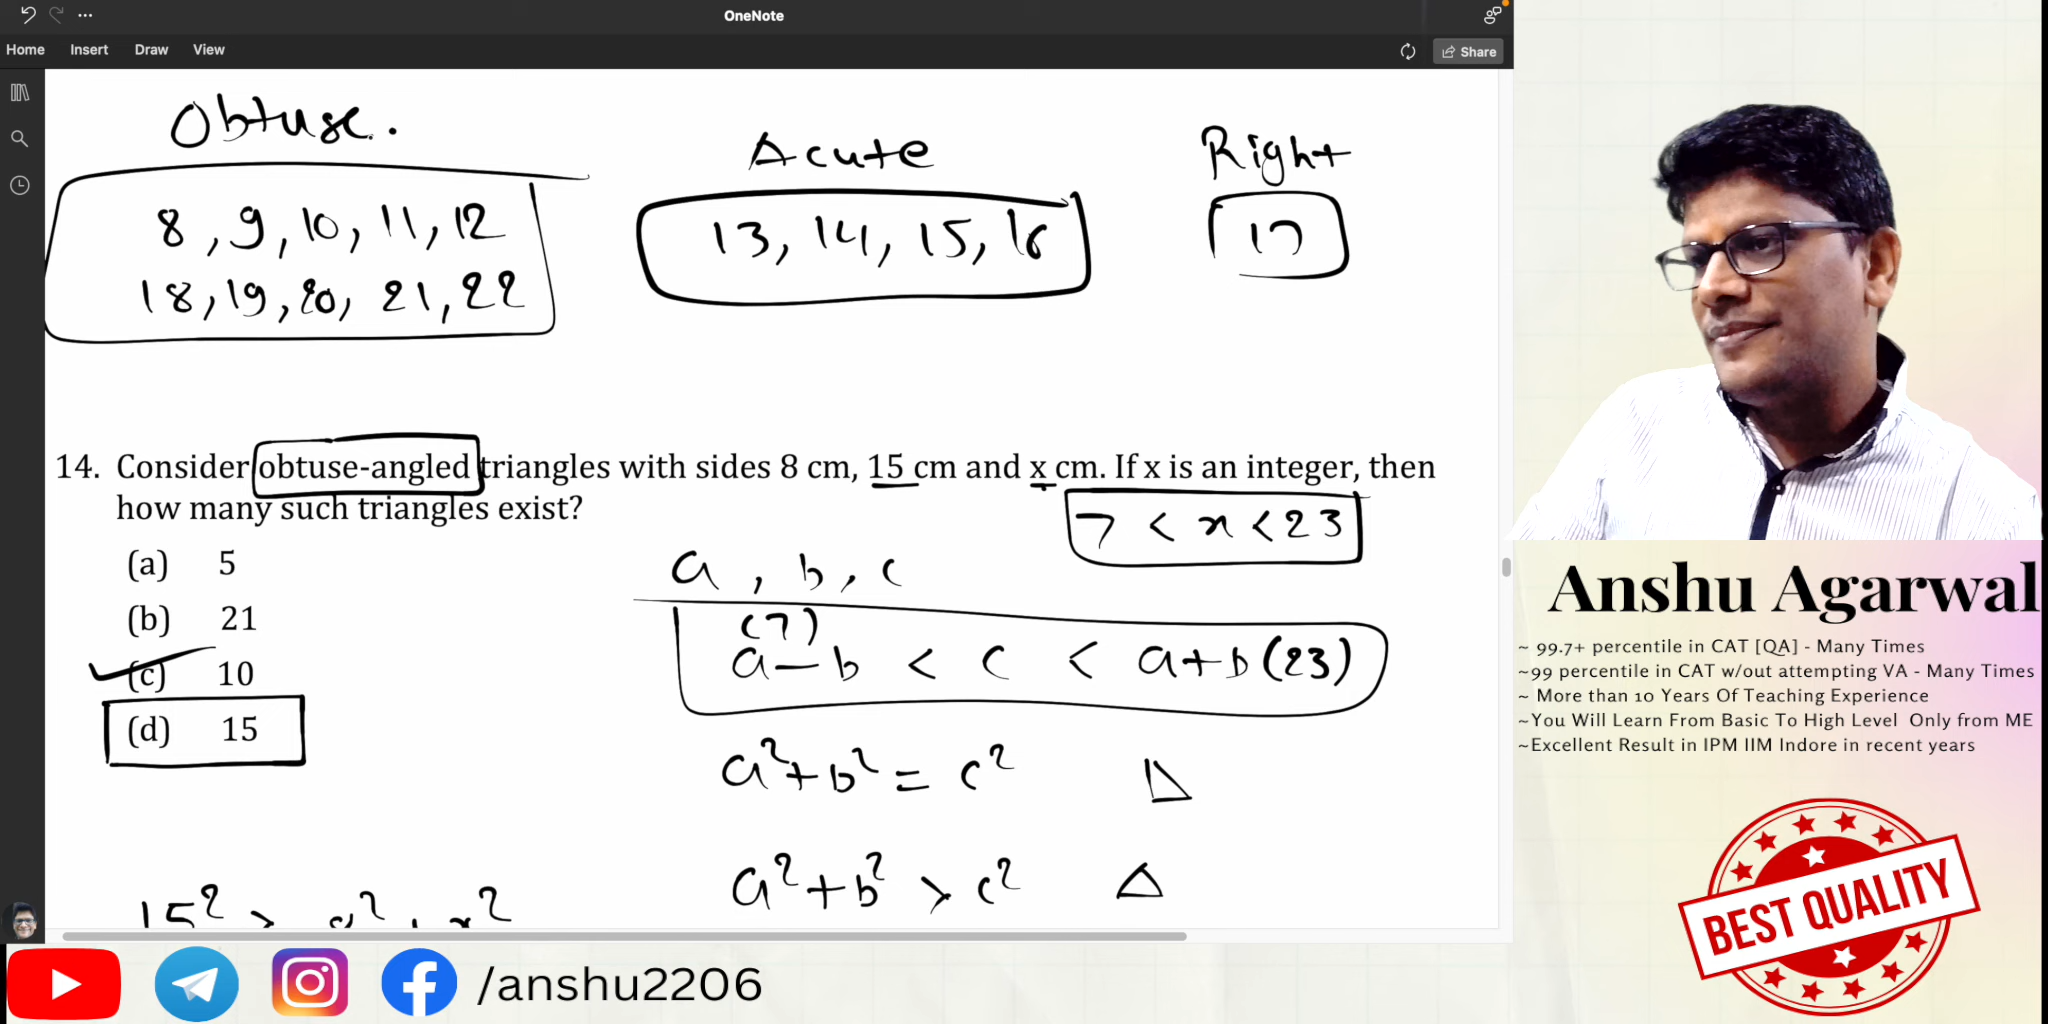 OneNote
Home Insert Draw View
Share
Obtuse.
8, 9, 10, 11, 12
18, 19, 20, 21, 22
Acute
13, 14, 15, 16
Right
17
14. Consider obtuse-angled triangles with sides 8 cm, 15 cm and x cm. If x is an integer, then
how many such triangles exist?
7 < x < 23
(a) 5
(b) 21
(c) 10
(d) 15
a, b, c
(7)
a-b < c < a+b (23)
a²+b² = c²
a²+b² > c²
15² >
Anshu Agarwal
~ 99.7+ percentile in CAT [QA] - Many Times
~99 percentile in CAT w/out attempting VA - Many Times
~ More than 10 Years Of Teaching Experience
~You Will Learn From Basic To High Level Only from ME
~Excellent Result in IPM IIM Indore in recent years
BEST QUALITY
/anshu2206